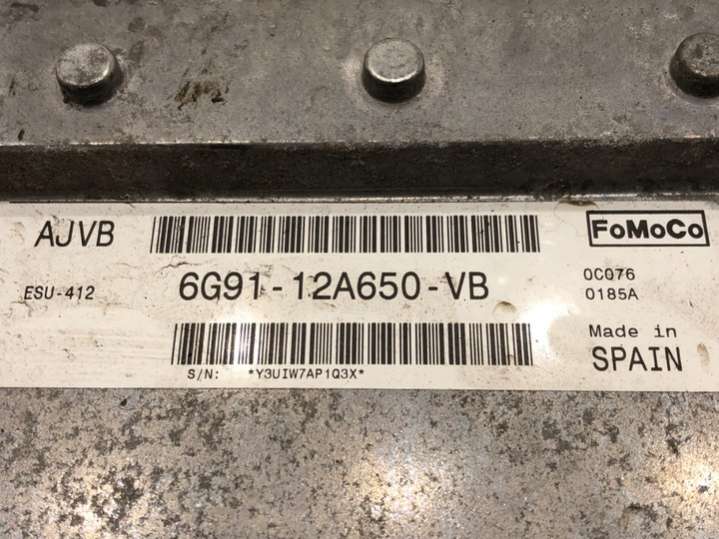 AJVB
FoMoCo
ESU-412
6G91-12A650-VB
0C076
0185A
Made in
SPAIN
S/N: *Y3UIW7AP1Q3X*